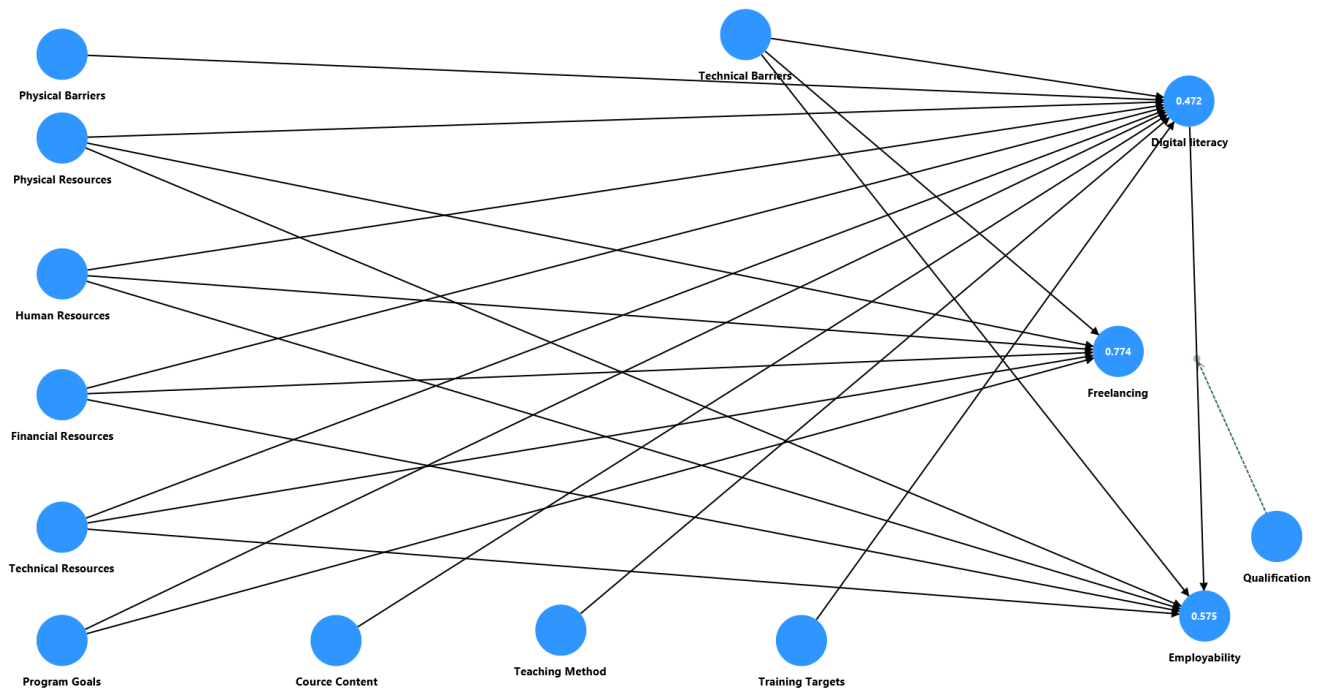 Technical Barriers
Physical Barriers
0.472
Digital literacy
Physical Resources
Human Resources
0.774
Freelancing
Financial Resources
Technical Resources
Qualification
0.575
Employability
Program Goals
Cource Content
Teaching Method
Training Targets